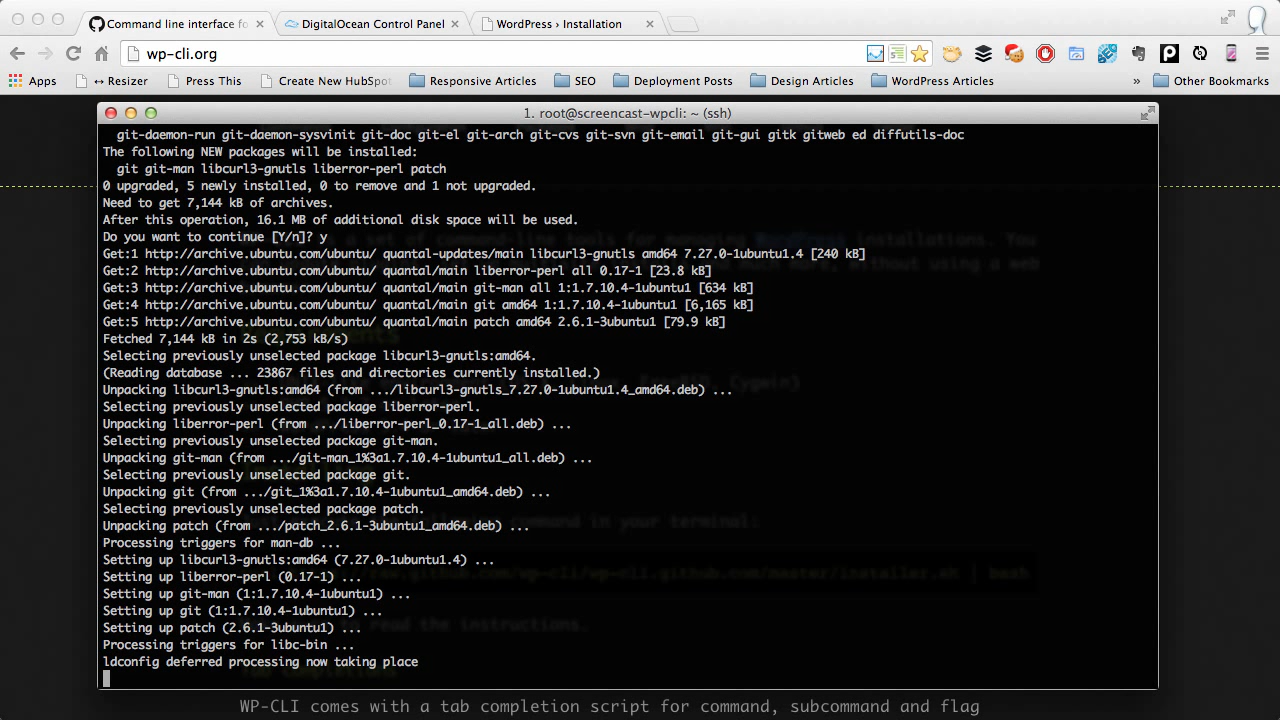 Command line interface fo
DigitalOcean Control Panel
WordPress › Installation
wp-cli.org
Apps
↔ Resizer
Press This
Create New HubSpot
Responsive Articles
SEO
Deployment Posts
Design Articles
WordPress Articles
»
Other Bookmarks
1. root@screencast-wpcli: ~ (ssh)
git-daemon-run git-daemon-sysvinit git-doc git-el git-arch git-cvs git-svn git-email git-gui gitk gitweb ed diffutils-doc
The following NEW packages will be installed:
git git-man libcurl3-gnutls liberror-perl patch
0 upgraded, 5 newly installed, 0 to remove and 1 not upgraded.
Need to get 7,144 kB of archives.
After this operation, 16.1 MB of additional disk space will be used.
Do you want to continue [Y/n]? y
Get:1 http://archive.ubuntu.com/ubuntu/ quantal-updates/main libcurl3-gnutls amd64 7.27.0-1ubuntu1.4 [240 kB]
Get:2 http://archive.ubuntu.com/ubuntu/ quantal/main liberror-perl all 0.17-1 [23.8 kB]
Get:3 http://archive.ubuntu.com/ubuntu/ quantal/main git-man all 1:1.7.10.4-1ubuntu1 [634 kB]
Get:4 http://archive.ubuntu.com/ubuntu/ quantal/main git amd64 1:1.7.10.4-1ubuntu1 [6,165 kB]
Get:5 http://archive.ubuntu.com/ubuntu/ quantal/main patch amd64 2.6.1-3ubuntu1 [79.9 kB]
Fetched 7,144 kB in 2s (2,753 kB/s)
Selecting previously unselected package libcurl3-gnutls:amd64.
(Reading database ... 23867 files and directories currently installed.)
Unpacking libcurl3-gnutls:amd64 (from .../libcurl3-gnutls_7.27.0-1ubuntu1.4_amd64.deb) ...
Selecting previously unselected package liberror-perl.
Unpacking liberror-perl (from .../liberror-perl_0.17-1_all.deb) ...
Selecting previously unselected package git-man.
Unpacking git-man (from .../git-man_1%3a1.7.10.4-1ubuntu1_all.deb) ...
Selecting previously unselected package git.
Unpacking git (from .../git_1%3a1.7.10.4-1ubuntu1_amd64.deb) ...
Selecting previously unselected package patch.
Unpacking patch (from .../patch_2.6.1-3ubuntu1_amd64.deb) ...
Processing triggers for man-db ...
Setting up libcurl3-gnutls:amd64 (7.27.0-1ubuntu1.4) ...
Setting up liberror-perl (0.17-1) ...
Setting up git-man (1:1.7.10.4-1ubuntu1) ...
Setting up git (1:1.7.10.4-1ubuntu1) ...
Setting up patch (2.6.1-3ubuntu1) ...
Processing triggers for libc-bin ...
ldconfig deferred processing now taking place
WP-CLI comes with a tab completion script for command, subcommand and flag